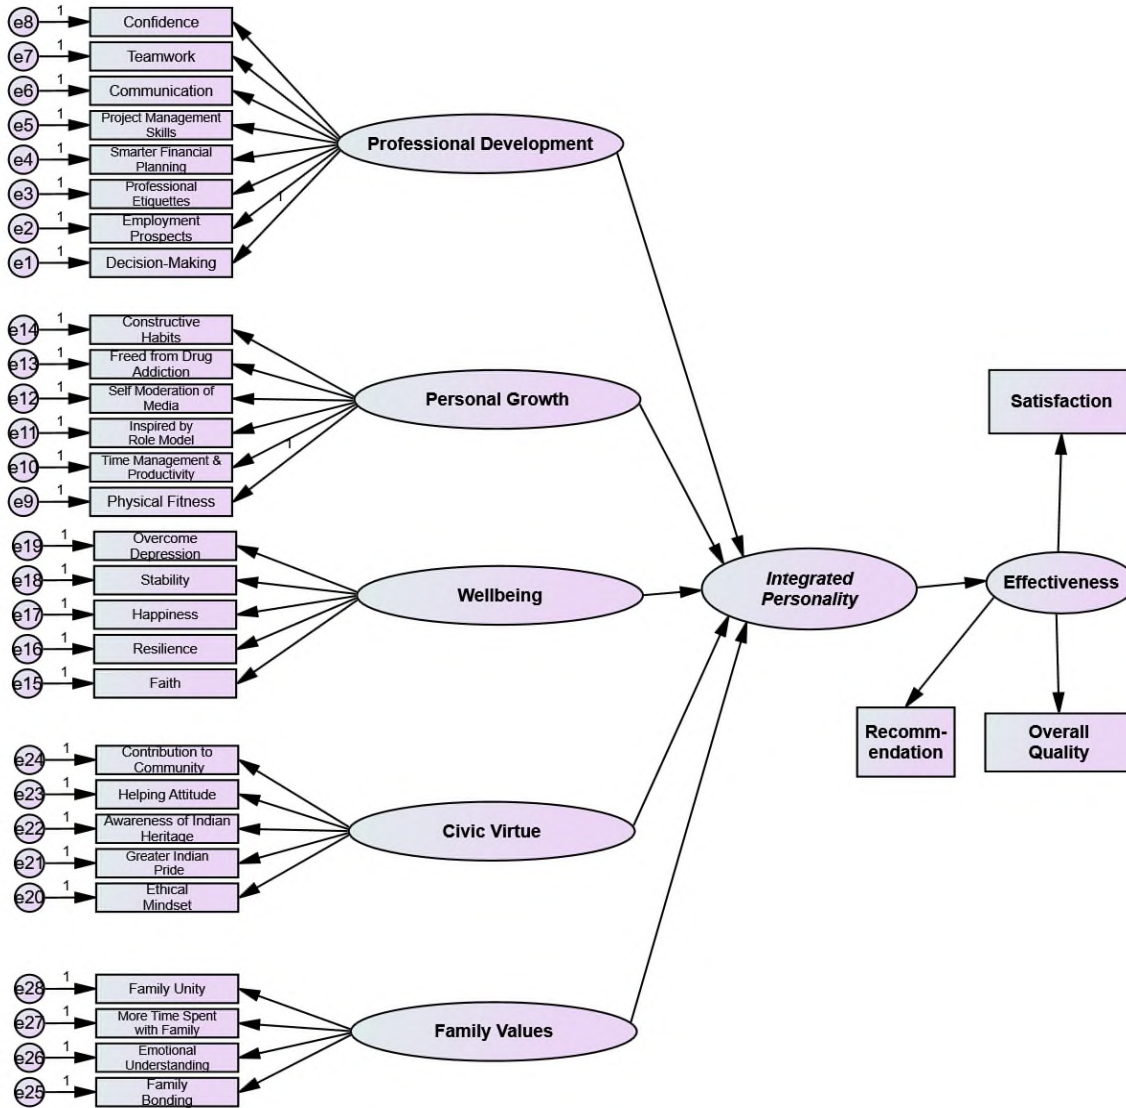 e8
1
Confidence
e7
1
Teamwork
e6
1
Communication
e5
1
Project Management
Skills
e4
1
Smarter Financial
Planning
e3
1
Professional
Etiquettes
e2
1
Employment
Prospects
e1
1
Decision-Making
1
Professional Development
e14
1
Constructive
Habits
e13
1
Freed from Drug
Addiction
e12
1
Self Moderation of
Media
e11
1
Inspired by
Role Model
e10
1
Time Management &
Productivity
e9
1
Physical Fitness
1
Personal Growth
e19
1
Overcome
Depression
e18
1
Stability
e17
1
Happiness
e16
1
Resilience
e15
1
Faith
Wellbeing
e24
1
Contribution to
Community
e23
1
Helping Attitude
e22
1
Awareness of Indian
Heritage
e21
1
Greater Indian
Pride
e20
1
Ethical
Mindset
Civic Virtue
e28
1
Family Unity
e27
1
More Time Spent
with Family
e26
1
Emotional
Understanding
e25
1
Family
Bonding
Family Values
Integrated
Personality
Effectiveness
Satisfaction
Recomm-
endation
Overall
Quality